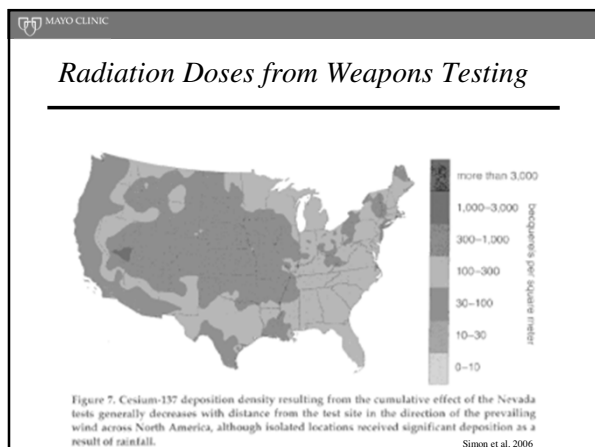 MAYO CLINIC
Radiation Doses from Weapons Testing
more than 3,000
1,000–3,000
300–1,000
100–300
30–100
10–30
0–10
becquerels per square meter
Figure 7. Cesium-137 deposition density resulting from the cumulative effect of the Nevada
tests generally decreases with distance from the test site in the direction of the prevailing
wind across North America, although isolated locations received significant deposition as a
result of rainfall.
Simon et al, 2006